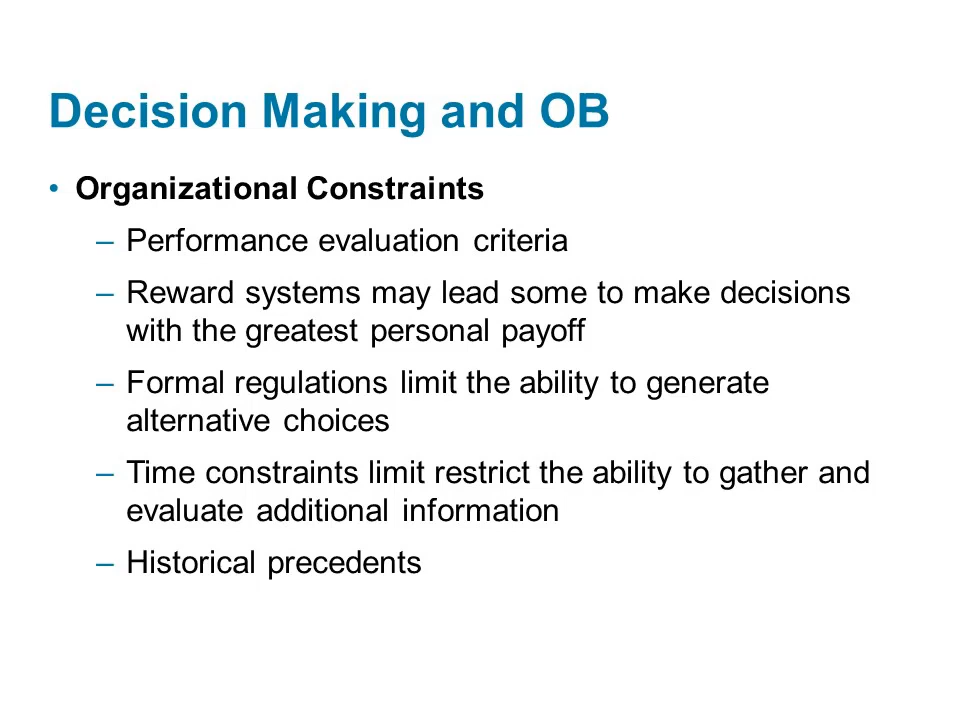 Decision Making and OB
• Organizational Constraints
– Performance evaluation criteria
– Reward systems may lead some to make decisions
with the greatest personal payoff
– Formal regulations limit the ability to generate
alternative choices
– Time constraints limit restrict the ability to gather and
evaluate additional information
– Historical precedents